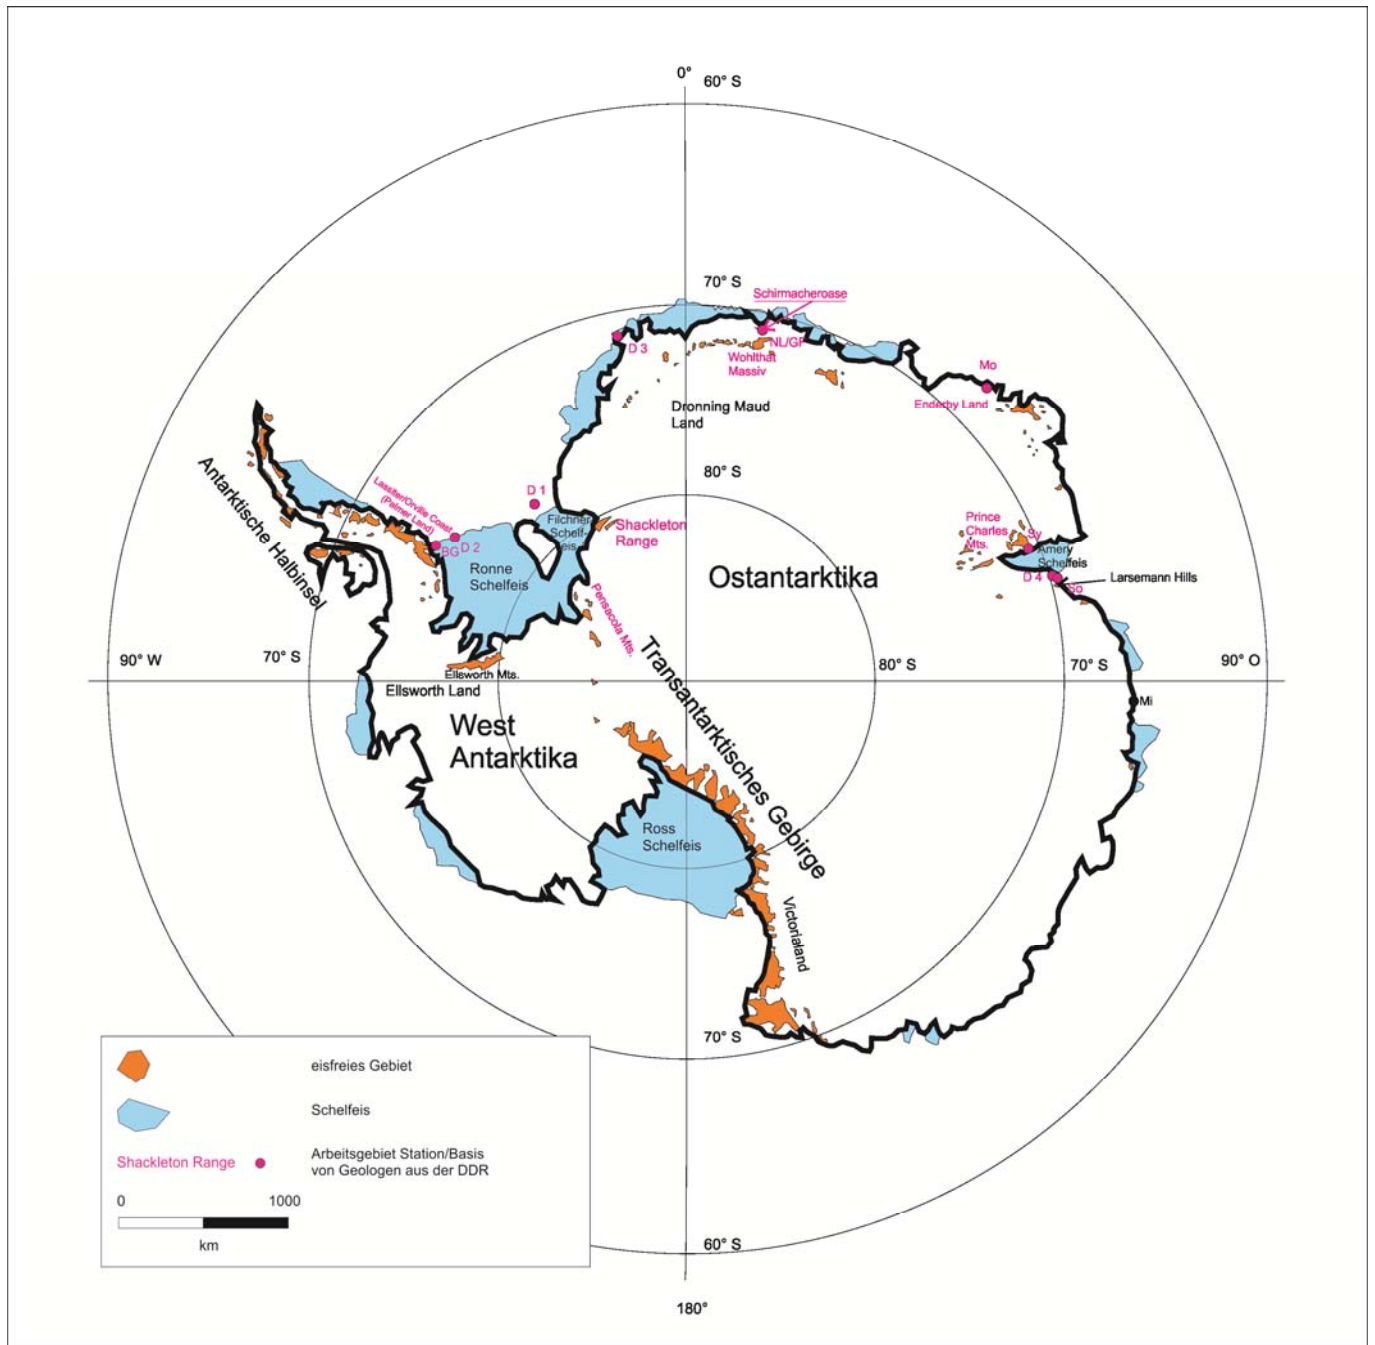 0°
60° S
70° S
Schirmacheroase
D 3
NL/GF
Wohlthat
Massiv
Mo
Enderby Land
Dronning Maud
Land
80° S
Antarktische Halbinsel
Lassiter/Orville Coast
(Palmer Land)
D 1
BG
D 2
Filchner
Schelf-
eis
Shackleton
Range
Ronne
Schelfeis
Pensacola Mts.
Prince
Charles
Mts.
Sy
Amery
Schelfeis
D 4
So
Larsemann Hills
Ostantarktika
Transantarktisches Gebirge
90° W
70° S
Ellsworth Mts.
Ellsworth Land
80° S
70° S
90° O
Mi
West
Antarktika
Ross
Schelfeis
Victorialand
70° S
60° S
180°
eisfreies Gebiet
Schelfeis
Shackleton Range
Arbeitsgebiet Station/Basis
von Geologen aus der DDR
0
1000
km